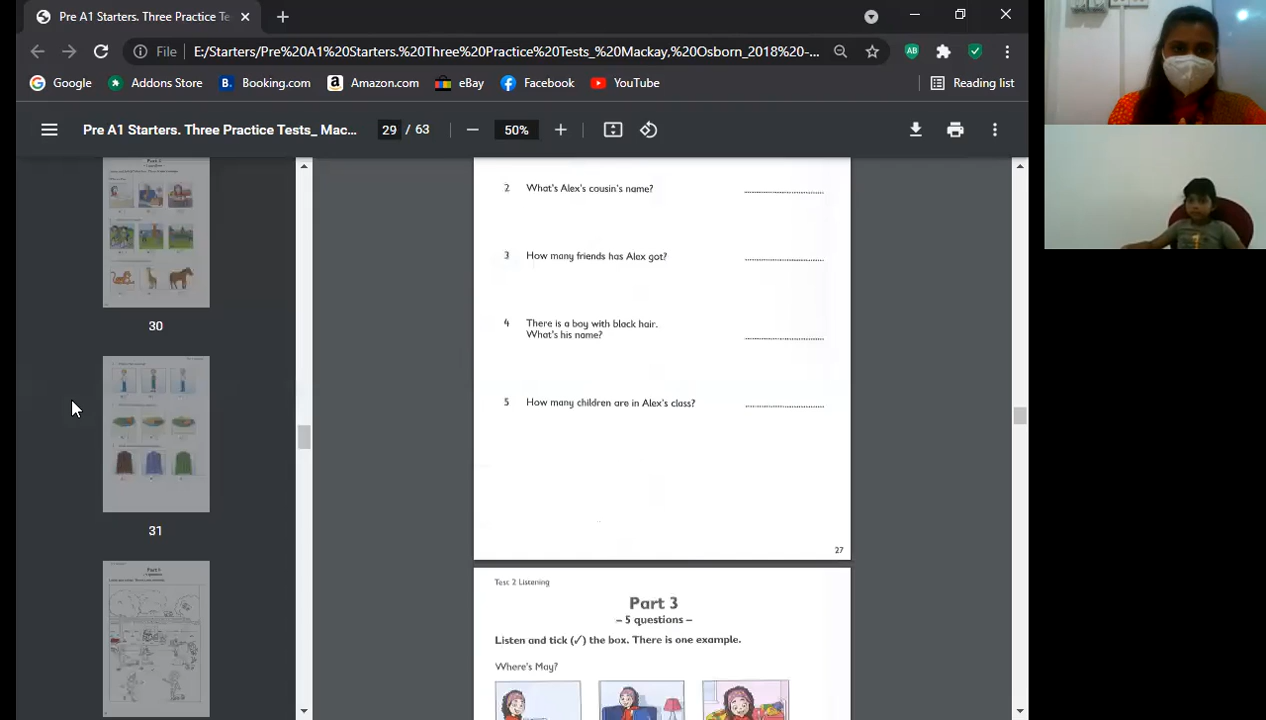 Pre A1 Starters. Three Practice Te
File
E:/Starters/Pre%20A1%20Starters.%20Three%20Practice%20Tests_%20Mackay,%20Osborn_2018%20-...
Google
Addons Store
Booking.com
Amazon.com
eBay
Facebook
YouTube
Reading list
Pre A1 Starters. Three Practice Tests_ Mac...
29 / 63
50%
30
31
2 What's Alex's cousin's name?
3 How many friends has Alex got?
4 There is a boy with black hair.
What's his name?
5 How many children are in Alex's class?
27
Test 2 Listening
Part 3
– 5 questions –
Listen and tick (✓) the box. There is one example.
Where's May?